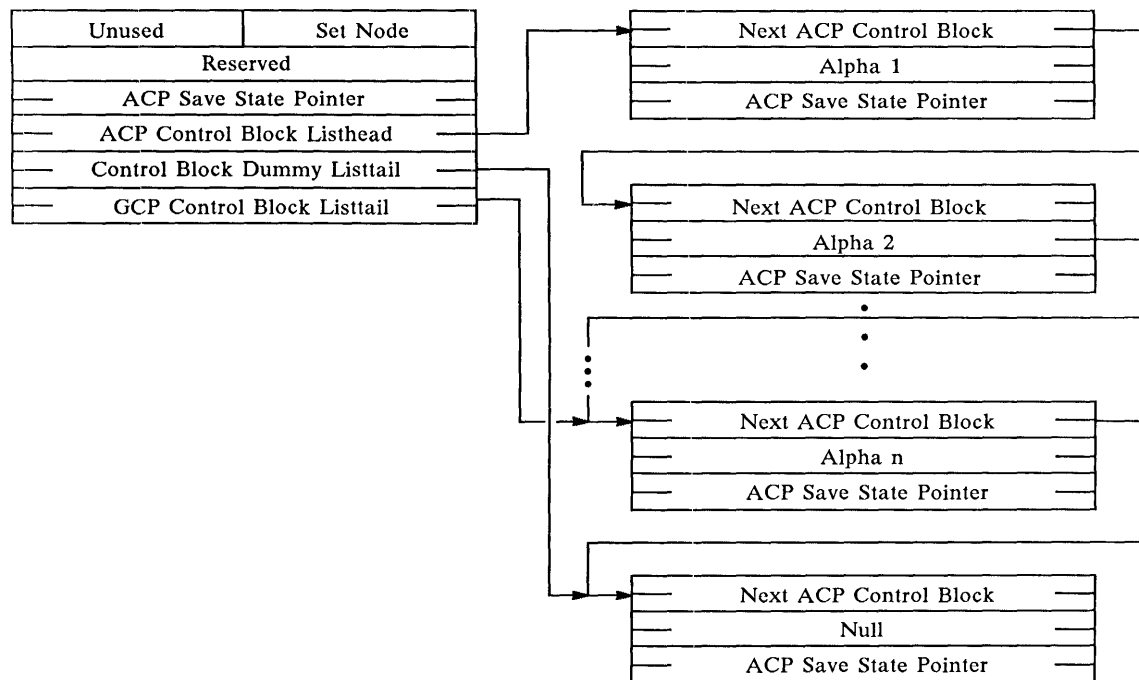 Unused Set Node
Reserved
ACP Save State Pointer
ACP Control Block Listhead
Control Block Dummy Listtail
GCP Control Block Listtail
Next ACP Control Block
Alpha 1
ACP Save State Pointer
Next ACP Control Block
Alpha 2
ACP Save State Pointer
Next ACP Control Block
Alpha n
ACP Save State Pointer
Next ACP Control Block
Null
ACP Save State Pointer